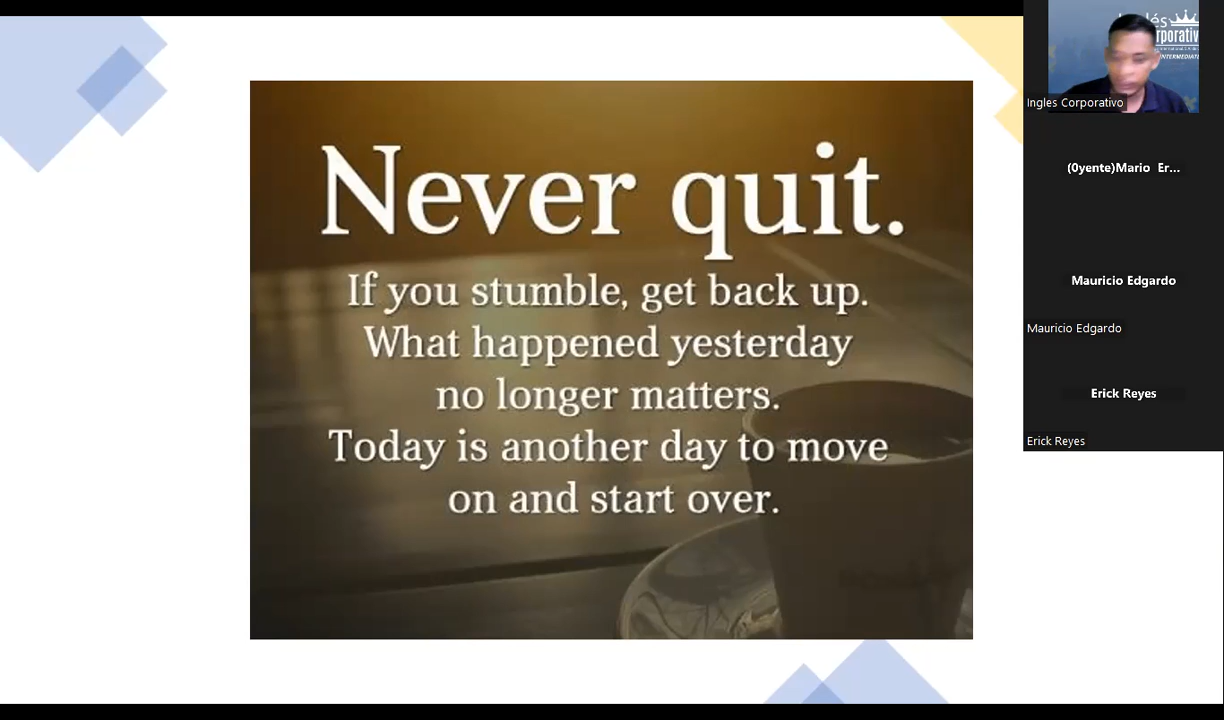 Never quit.
If you stumble, get back up.
What happened yesterday
no longer matters.
Today is another day to move
on and start over.
Ingles Corporativo
(0yente)Mario Er...
Mauricio Edgardo
Mauricio Edgardo
Erick Reyes
Erick Reyes